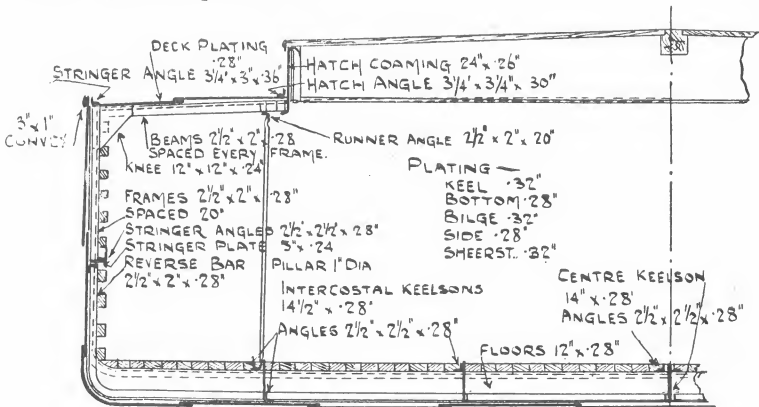 DECK PLATING
.28"
STRINGER ANGLE 3¼" x 3" x .36"
HATCH COAMING 24" x .26"
HATCH ANGLE 3¼" x 3¼" x 30"
3" x 1"
CONVEX
BEAMS 2½" x 2" x .28
SPACED EVERY FRAME.
KNEE 12" x 12" x .24"
RUNNER ANGLE 2½" x 2" x 20"
PLATING —
KEEL .32"
BOTTOM .28"
BILGE .32"
SIDE .28"
SHEERST. .32"
FRAMES 2½" x 2" x .28"
SPACED 20"
STRINGER ANGLES 2½" x 2½" x 28"
STRINGER PLATE 5" x .24
REVERSE BAR
2½" x 2" x .28"
PILLAR 1" DIA
INTERCOSTAL KEELSONS
14½" x .28"
ANGLES 2½" x 2½" x .28"
CENTRE KEELSON
14" x .28'
ANGLES 2½" x 2½" x .28"
FLOORS 12" x .28"